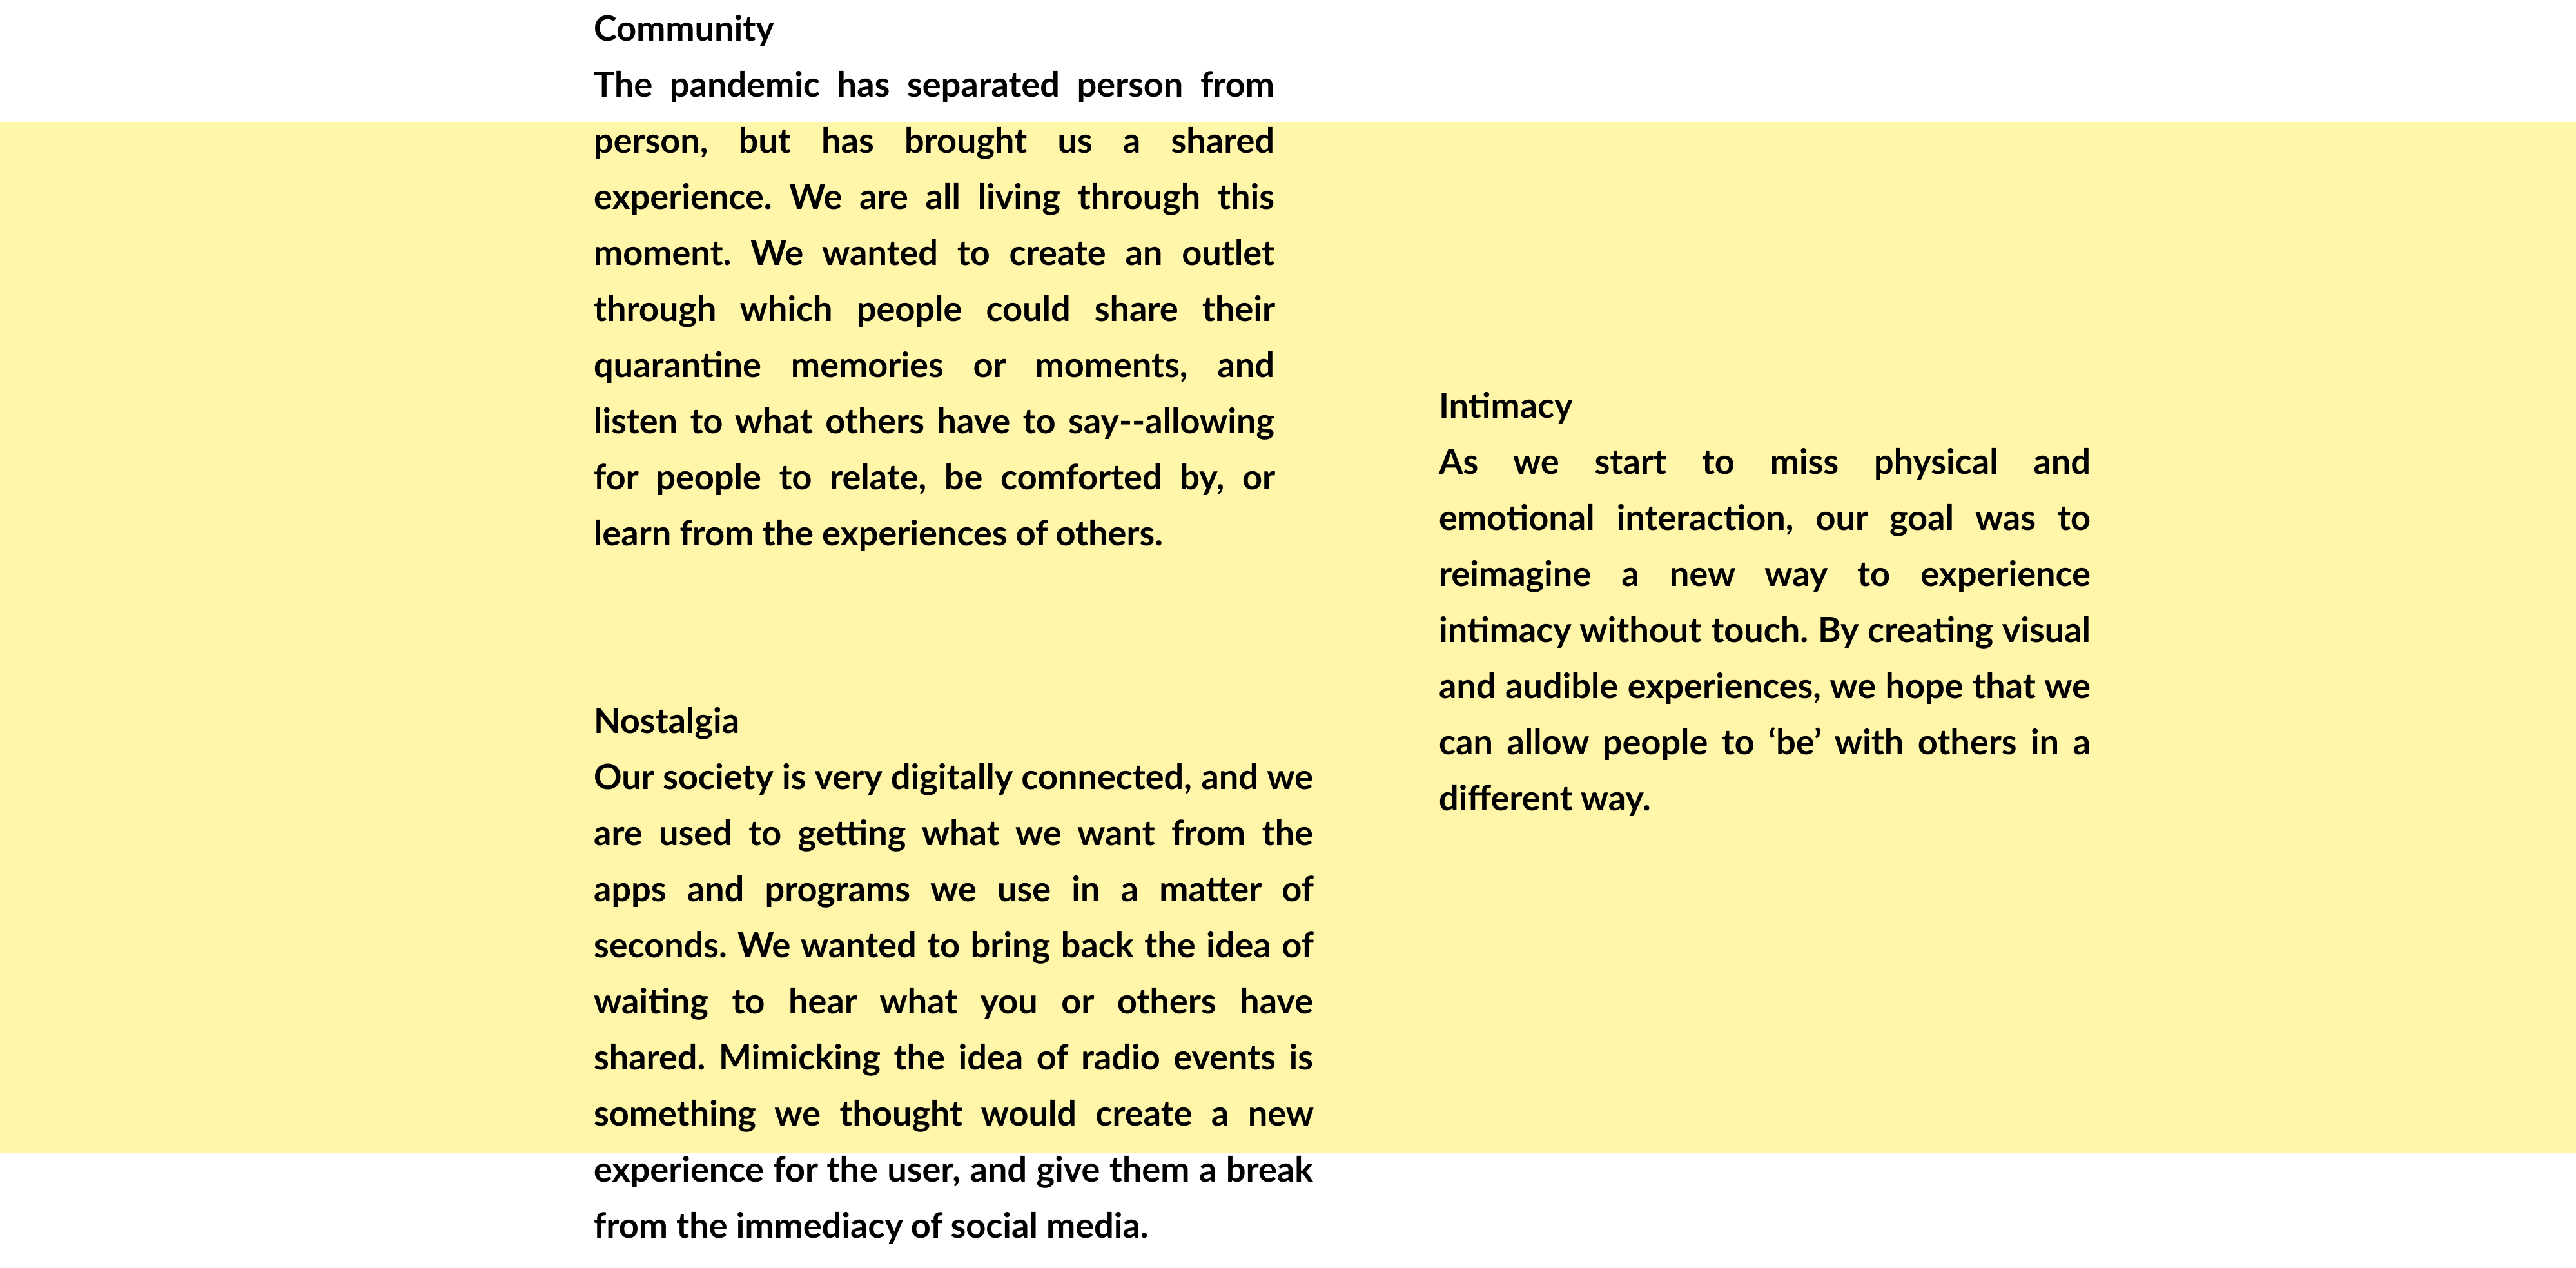 Community
The pandemic has separated person from
person, but has brought us a shared
experience. We are all living through this
moment. We wanted to create an outlet
through which people could share their
quarantine memories or moments, and
listen to what others have to say--allowing
for people to relate, be comforted by, or
learn from the experiences of others.
Nostalgia
Our society is very digitally connected, and we
are used to getting what we want from the
apps and programs we use in a matter of
seconds. We wanted to bring back the idea of
waiting to hear what you or others have
shared. Mimicking the idea of radio events is
something we thought would create a new
experience for the user, and give them a break
from the immediacy of social media.
Intimacy
As we start to miss physical and
emotional interaction, our goal was to
reimagine a new way to experience
intimacy without touch. By creating visual
and audible experiences, we hope that we
can allow people to ‘be’ with others in a
different way.